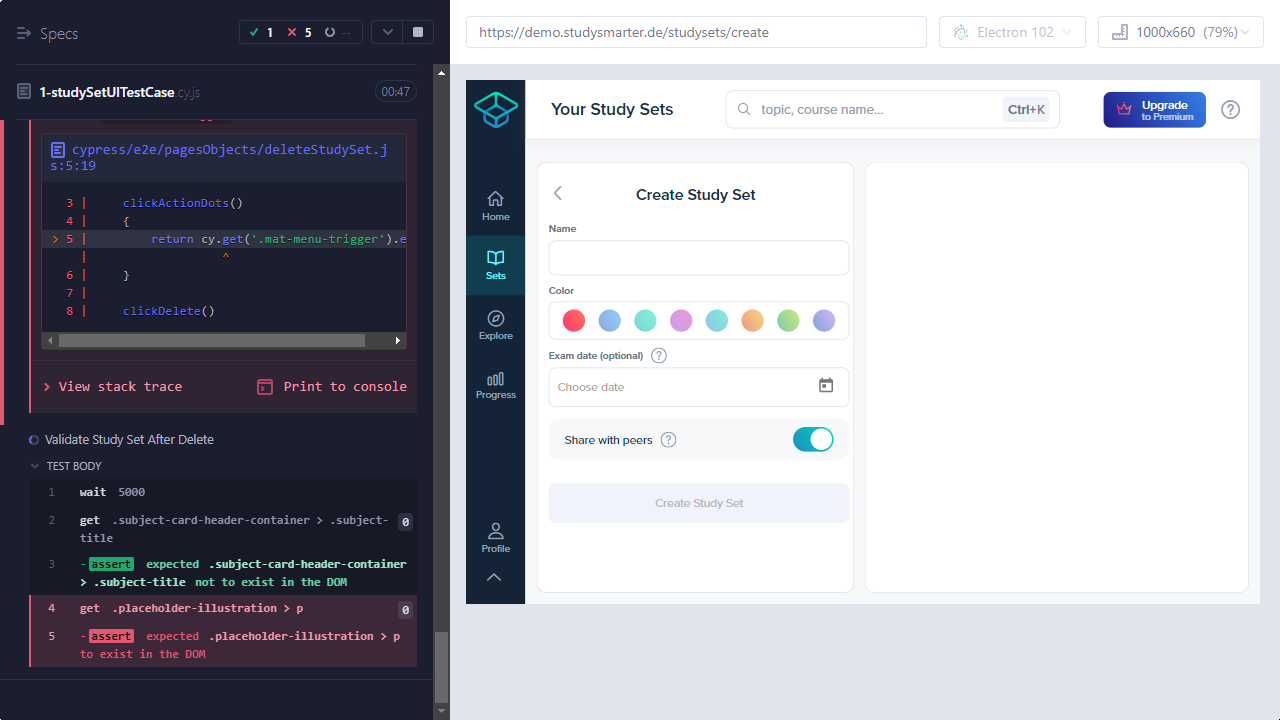 Specs
1
5
--
1-studySetUITestCase.cy.js
00:47
cypress/e2e/pagesObjects/deleteStudySet.j
s:5:19
3 | clickActionDots()
4 | {
> 5 | return cy.get('.mat-menu-trigger').e
| ^
6 | }
7 |
8 | clickDelete()
> View stack trace
Print to console
Validate Study Set After Delete
TEST BODY
1 wait 5000
2 get .subject-card-header-container > .subject-
title
0
3 -assert expected .subject-card-header-container
> .subject-title not to exist in the DOM
4 get .placeholder-illustration > p
0
5 -assert expected .placeholder-illustration > p
to exist in the DOM
https://demo.studysmarter.de/studysets/create
Electron 102
1000x660 (79%)
Your Study Sets
topic, course name...
Ctrl+K
Upgrade
to Premium
?
Home
Sets
Explore
Progress
Profile
Create Study Set
Name
Color
Exam date (optional) ?
Choose date
Share with peers ?
Create Study Set